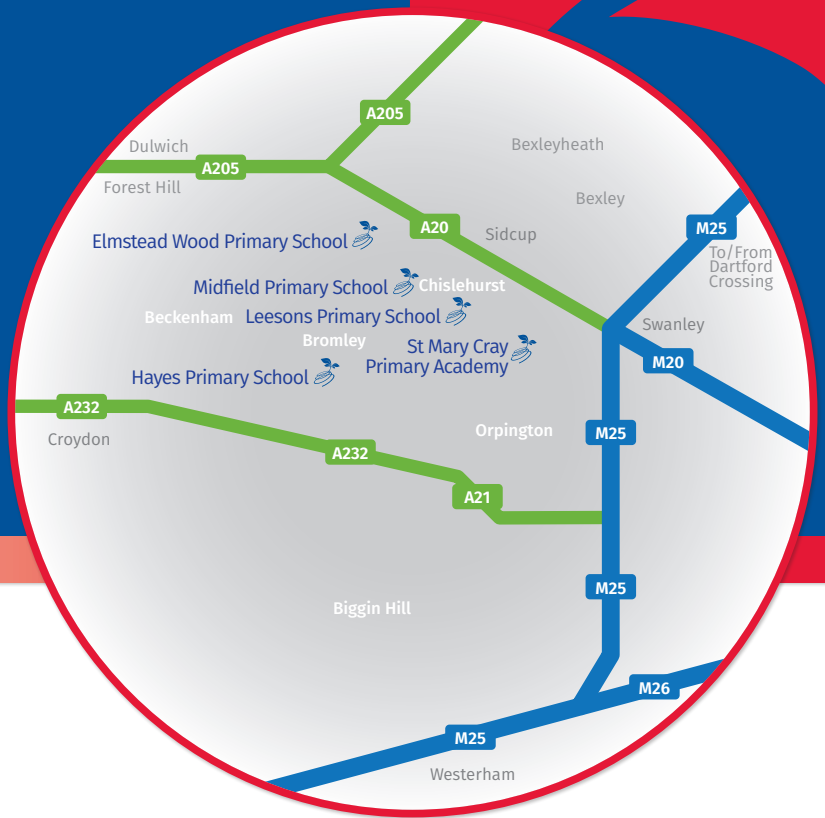 A205
Dulwich
Bexleyheath
A205
Forest Hill
Bexley
A20
M25
Sidcup
Elmstead Wood Primary School
To/From
Dartford
Crossing
Midfield Primary School
Chislehurst
Beckenham
Leesons Primary School
Swanley
Bromley
St Mary Cray
Primary Academy
M20
Hayes Primary School
A232
Croydon
Orpington
M25
A232
A21
M25
Biggin Hill
M26
M25
Westerham